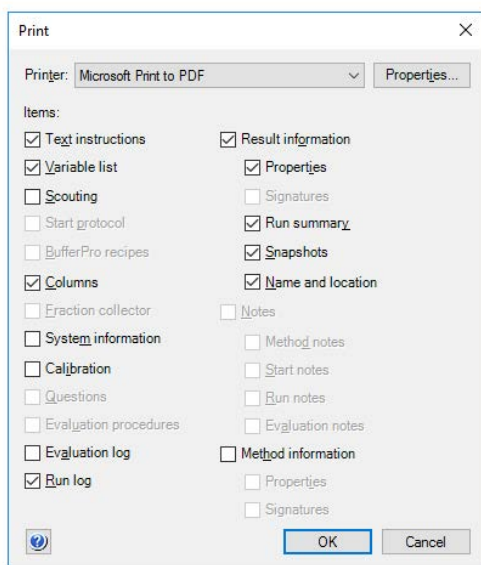 Print
Printer: Microsoft Print to PDF
Properties...
Items:
Text instructions
Variable list
Scouting
Start protocol
BufferPro recipes
Columns
Fraction collector
System information
Calibration
Questions
Evaluation procedures
Evaluation log
Run log
Result information
Properties
Signatures
Run summary
Snapshots
Name and location
Notes
Method notes
Start notes
Run notes
Evaluation notes
Method information
Properties
Signatures
?
OK
Cancel